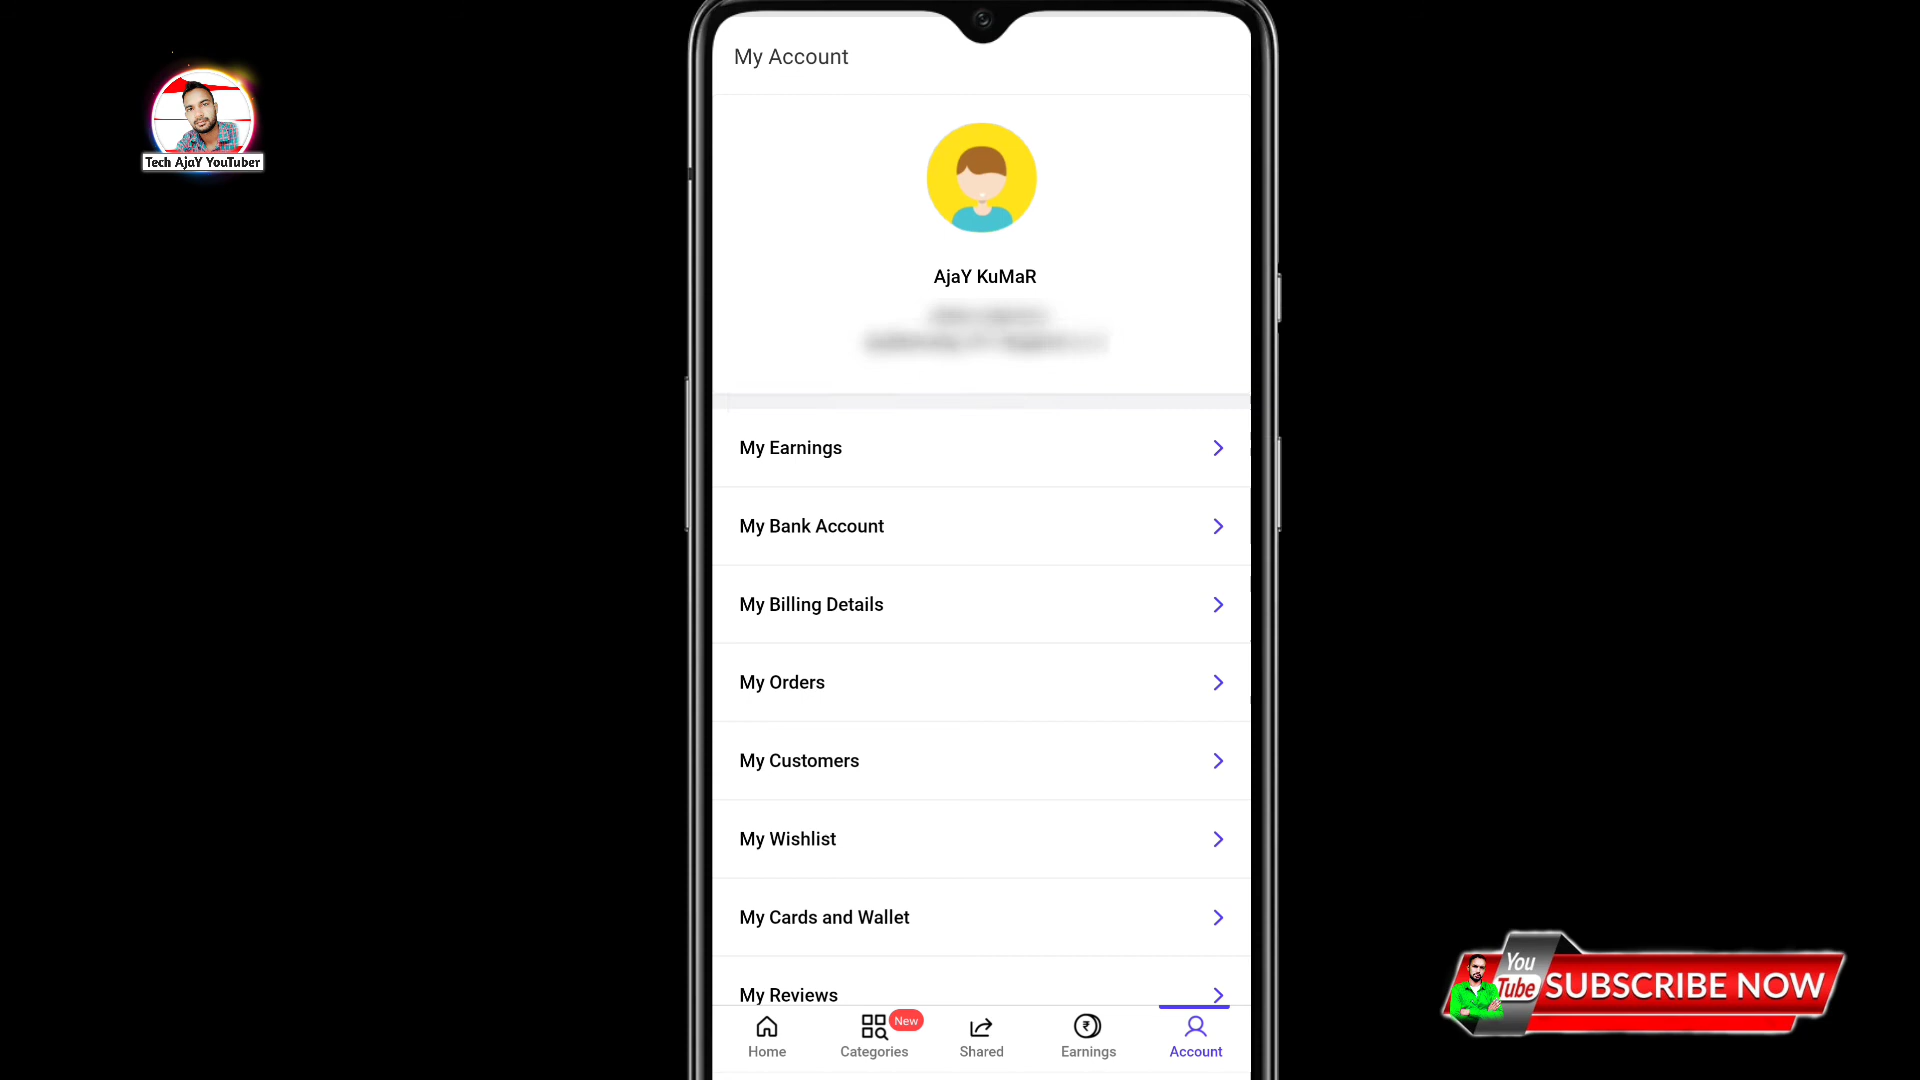 My Account
Tech AjaY YouTuber
AjaY KuMaR
My Earnings
My Bank Account
My Billing Details
My Orders
My Customers
My Wishlist
My Cards and Wallet
My Reviews
You
Tube
SUBSCRIBE NOW
New
Home
Categories
Shared
Earnings
Account